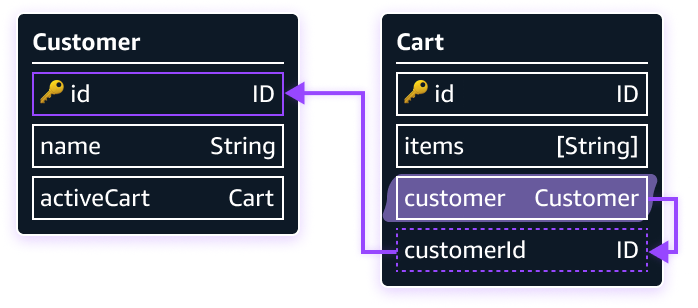 Customer
id ID
name String
activeCart Cart
Cart
id ID
items [String]
customer Customer
customerId ID